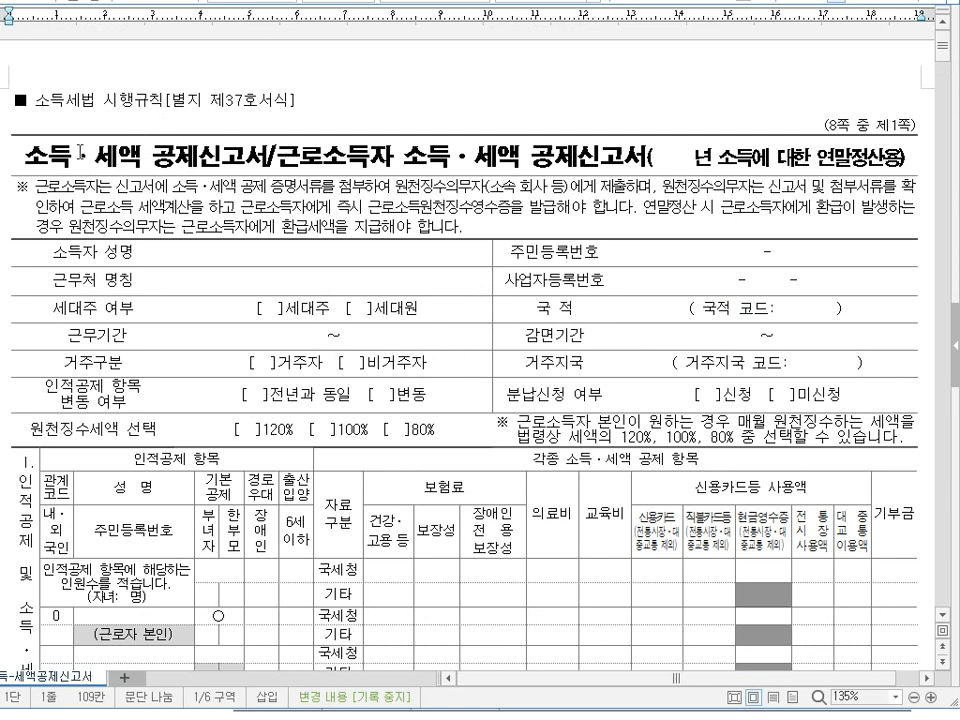 1 2 3 4 5 6 7 8 9 10 11 12 13 14 15 16 17 18 19
■ 소득세법 시행규칙[별지 제37호서식]
(8쪽 중 제1쪽)
소득ㆍ세액 공제신고서/근로소득자 소득ㆍ세액 공제신고서( 년 소득에 대한 연말정산용)
※ 근로소득자는 신고서에 소득ㆍ세액 공제 증명서류를 첨부하여 원천징수의무자(소속 회사 등)에게 제출하며, 원천징수의무자는 신고서 및 첨부서류를 확
인하여 근로소득 세액계산을 하고 근로소득자에게 즉시 근로소득원천징수영수증을 발급해야 합니다. 연말정산 시 근로소득자에게 환급이 발생하는
경우 원천징수의무자는 근로소득자에게 환급세액을 지급해야 합니다.
소득자 성명 주민등록번호 -
근무처 명칭 사업자등록번호 - -
세대주 여부 [ ]세대주 [ ]세대원 국 적 ( 국적 코드: )
근무기간 ~ 감면기간 ~
거주구분 [ ]거주자 [ ]비거주자 거주지국 ( 거주지국 코드: )
인적공제 항목
변동 여부 [ ]전년과 동일 [ ]변동 분납신청 여부 [ ]신청 [ ]미신청
원천징수세액 선택 [ ]120% [ ]100% [ ]80%
※ 근로소득자 본인이 원하는 경우 매월 원천징수하는 세액을
법령상 세액의 120%, 100%, 80% 중 선택할 수 있습니다.
Ⅰ.
인
적
공
제
및
소
득
ㆍ
세
인적공제 항목 각종 소득ㆍ세액 공제 항목
관계
코드
성 명
기본
공제
경로
우대
출산
입양
자료
구분
보험료
의료비
교육비
신용카드등 사용액
기부금
내ㆍ
외
국인
주민등록번호
부
녀
자
한
부
모
장
애
인
6세
이하
건강ㆍ
고용 등
보장성
장애인
전 용
보장성
신용카드
(전통시장ㆍ대
중교통 제외)
직불카드등
(전통시장ㆍ대
중교통 제외)
현금영수증
(전통시장ㆍ대
중교통 제외)
전 통
시 장
사용액
대 중
교 통
이용액
인적공제 항목에 해당하는
인원수를 적습니다.
(자녀: 명)
국세청
기타
0 ○ 국세청
(근로자 본인) 기타
국세청
기타
득-세액공제신고서
1단 1줄 109칸 문단 나눔 1/6 구역 삽입 변경 내용 [기록 중지] 135%